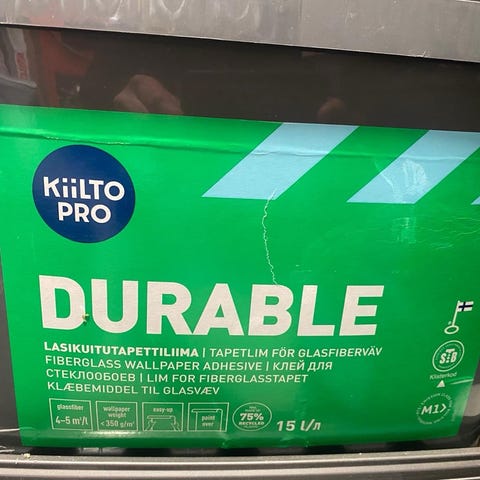 KiiLTO
PRO
DURABLE
LASIKUITUTAPETTILIIMA | TAPETLIM FÖR GLASFIBERVÄV
FIBERGLASS WALLPAPER ADHESIVE | КЛЕЙ ДЛЯ
СТЕКЛООБОЕВ | LIM FOR FIBERGLASSTAPET
KLÆBEMIDDEL TIL GLASVÆV
glassfiber
4–5 m²/l
wallpaper
weight
< 350 g/m²
easy-up
paint
over
75%
RECYCLED
15 l/л
Klisterkod
M1